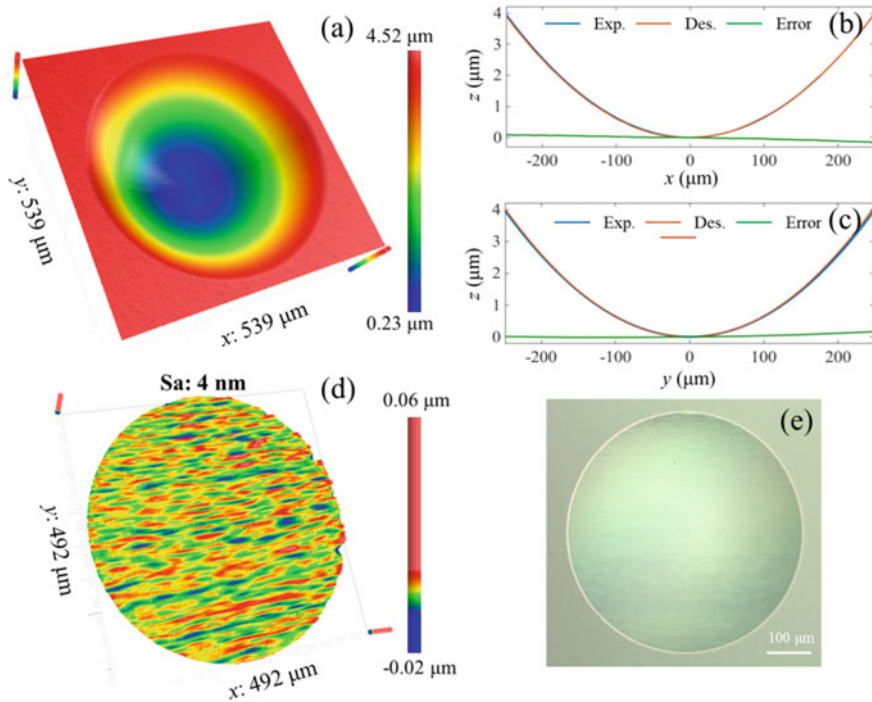 (a)
4.52 μm
y: 539 μm
x: 539 μm
0.23 μm
(b)
Exp. Des. Error
z (μm)
4
3
2
1
0
-200 -100 0 100 200
x (μm)
(c)
Exp. Des. Error
z (μm)
4
3
2
1
0
-200 -100 0 100 200
y (μm)
Sa: 4 nm
(d)
0.06 μm
y: 492 μm
x: 492 μm
-0.02 μm
(e)
100 μm